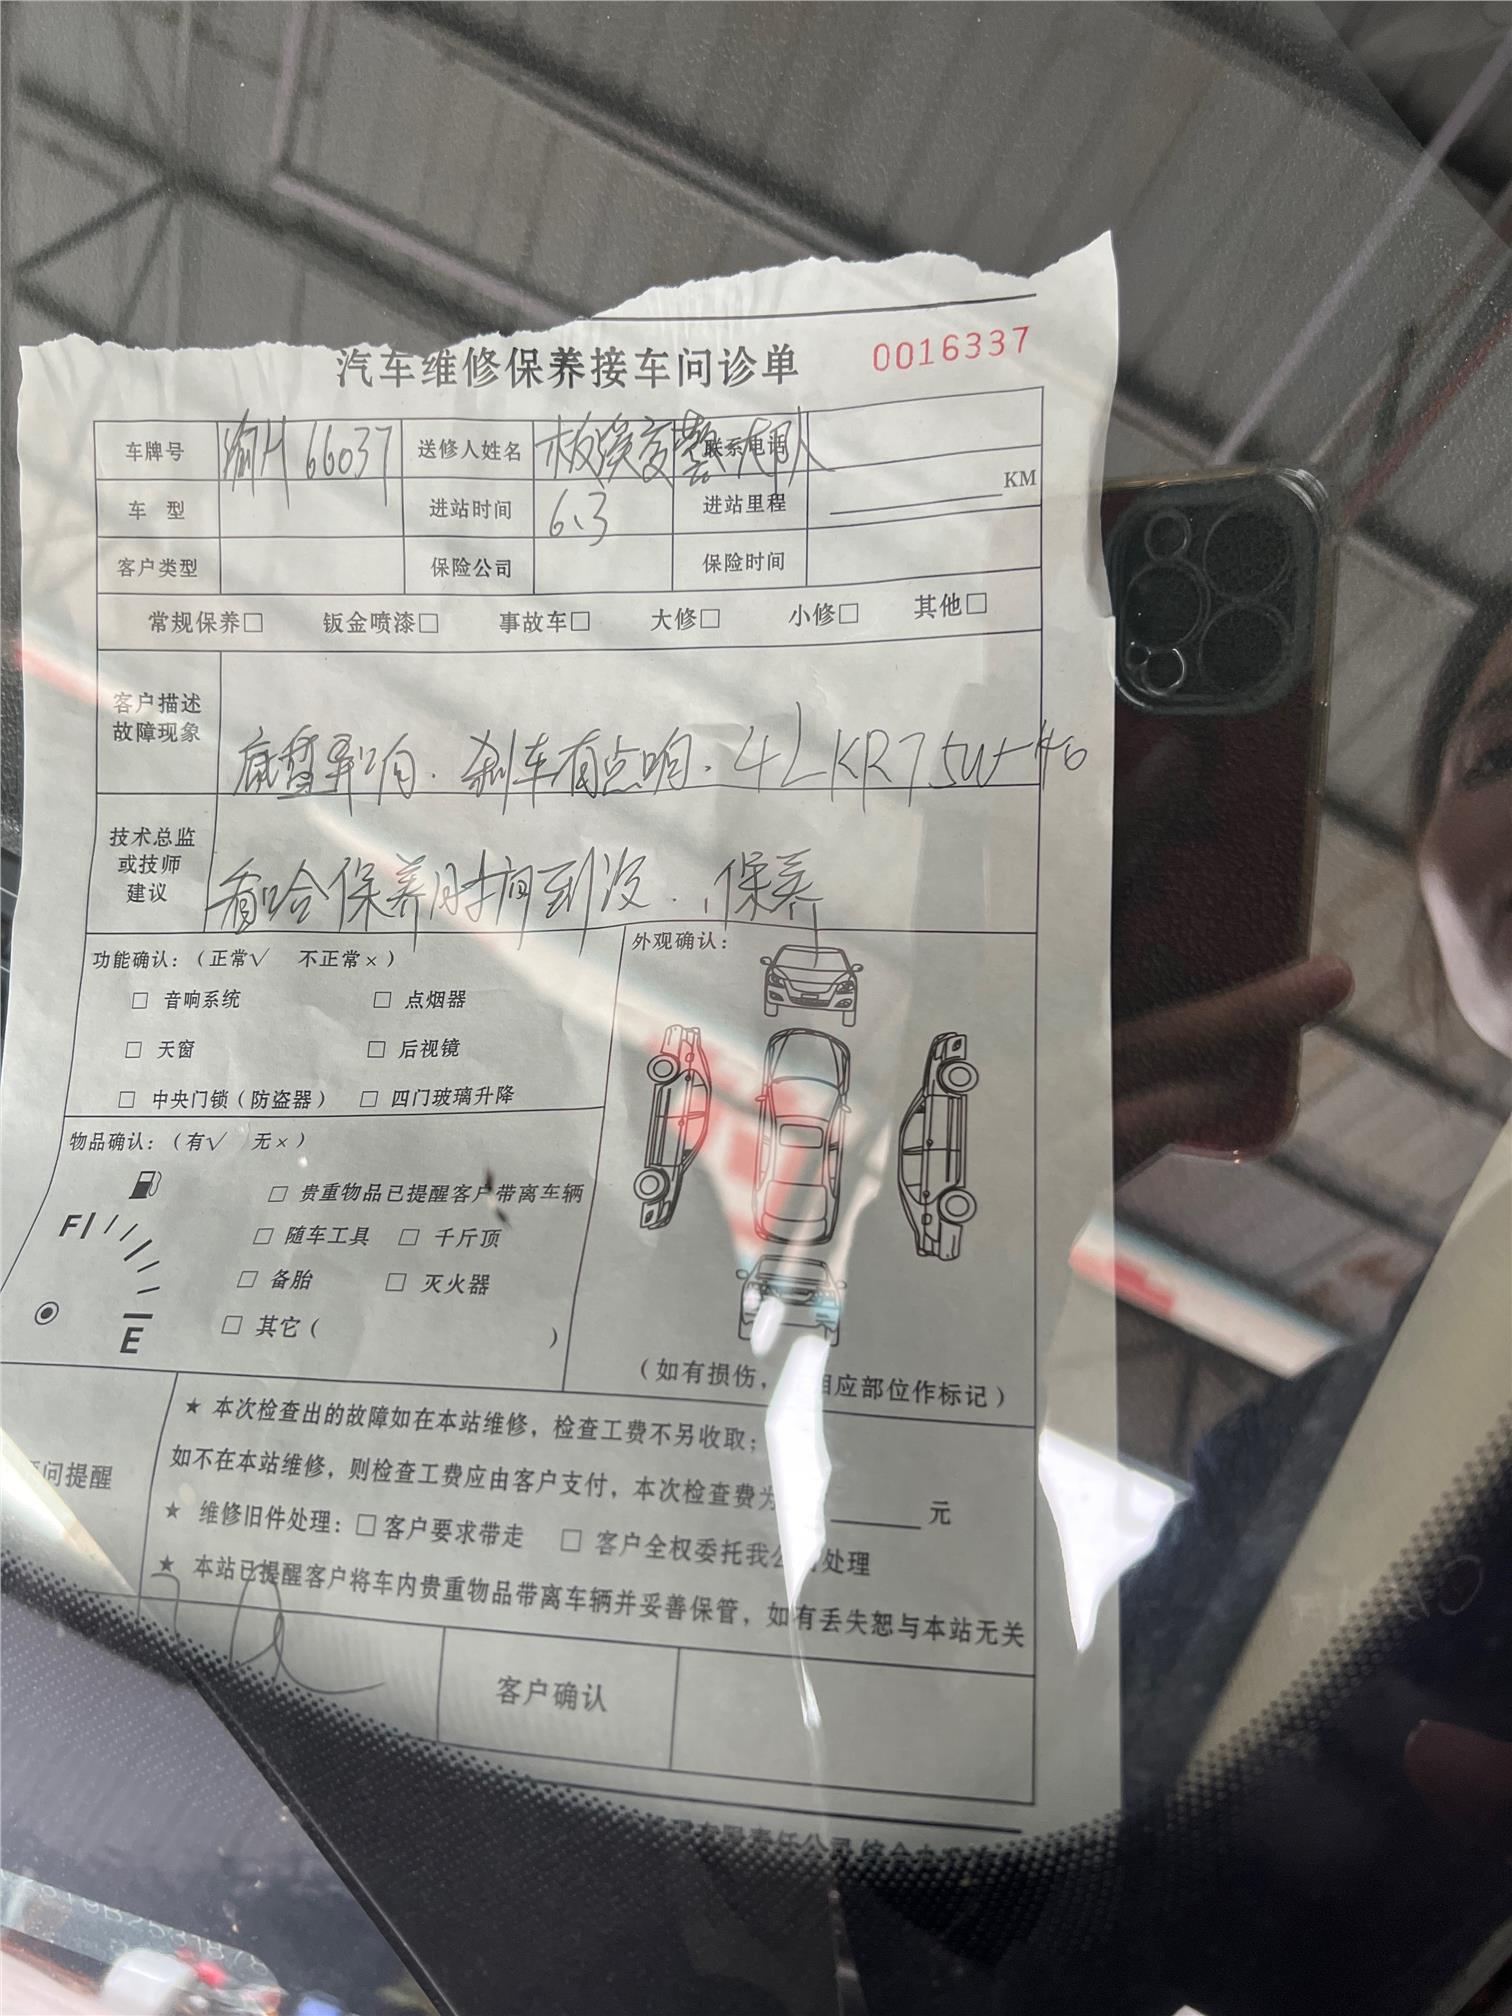 汽车维修保养接车问诊单 0016337
车牌号 渝H 66037 送修人姓名 板溪交警大队 联系电话
车 型 进站时间 6.3 进站里程 KM
客户类型 保险公司 保险时间
常规保养□ 钣金喷漆□ 事故车□ 大修□ 小修□ 其他□
客户描述
故障现象
底盘异响. 刹车有点响. 4L KR7 5W-40
技术总监
或技师
建议
看哈保养时间到没. 保养
功能确认:(正常√ 不正常×)
□ 音响系统 □ 点烟器
□ 天窗 □ 后视镜
□ 中央门锁(防盗器) □ 四门玻璃升降
外观确认:
(如有损伤, 相应部位作标记)
物品确认:(有√ 无×)
□ 贵重物品已提醒客户带离车辆
□ 随车工具 □ 千斤顶
□ 备胎 □ 灭火器
□ 其它( )
F
E
问提醒
★ 本次检查出的故障如在本站维修,检查工费不另收取;
如不在本站维修,则检查工费应由客户支付,本次检查费为 元
★ 维修旧件处理:□ 客户要求带走 □ 客户全权委托我公司处理
★ 本站已提醒客户将车内贵重物品带离车辆并妥善保管,如有丢失恕与本站无关
客户确认